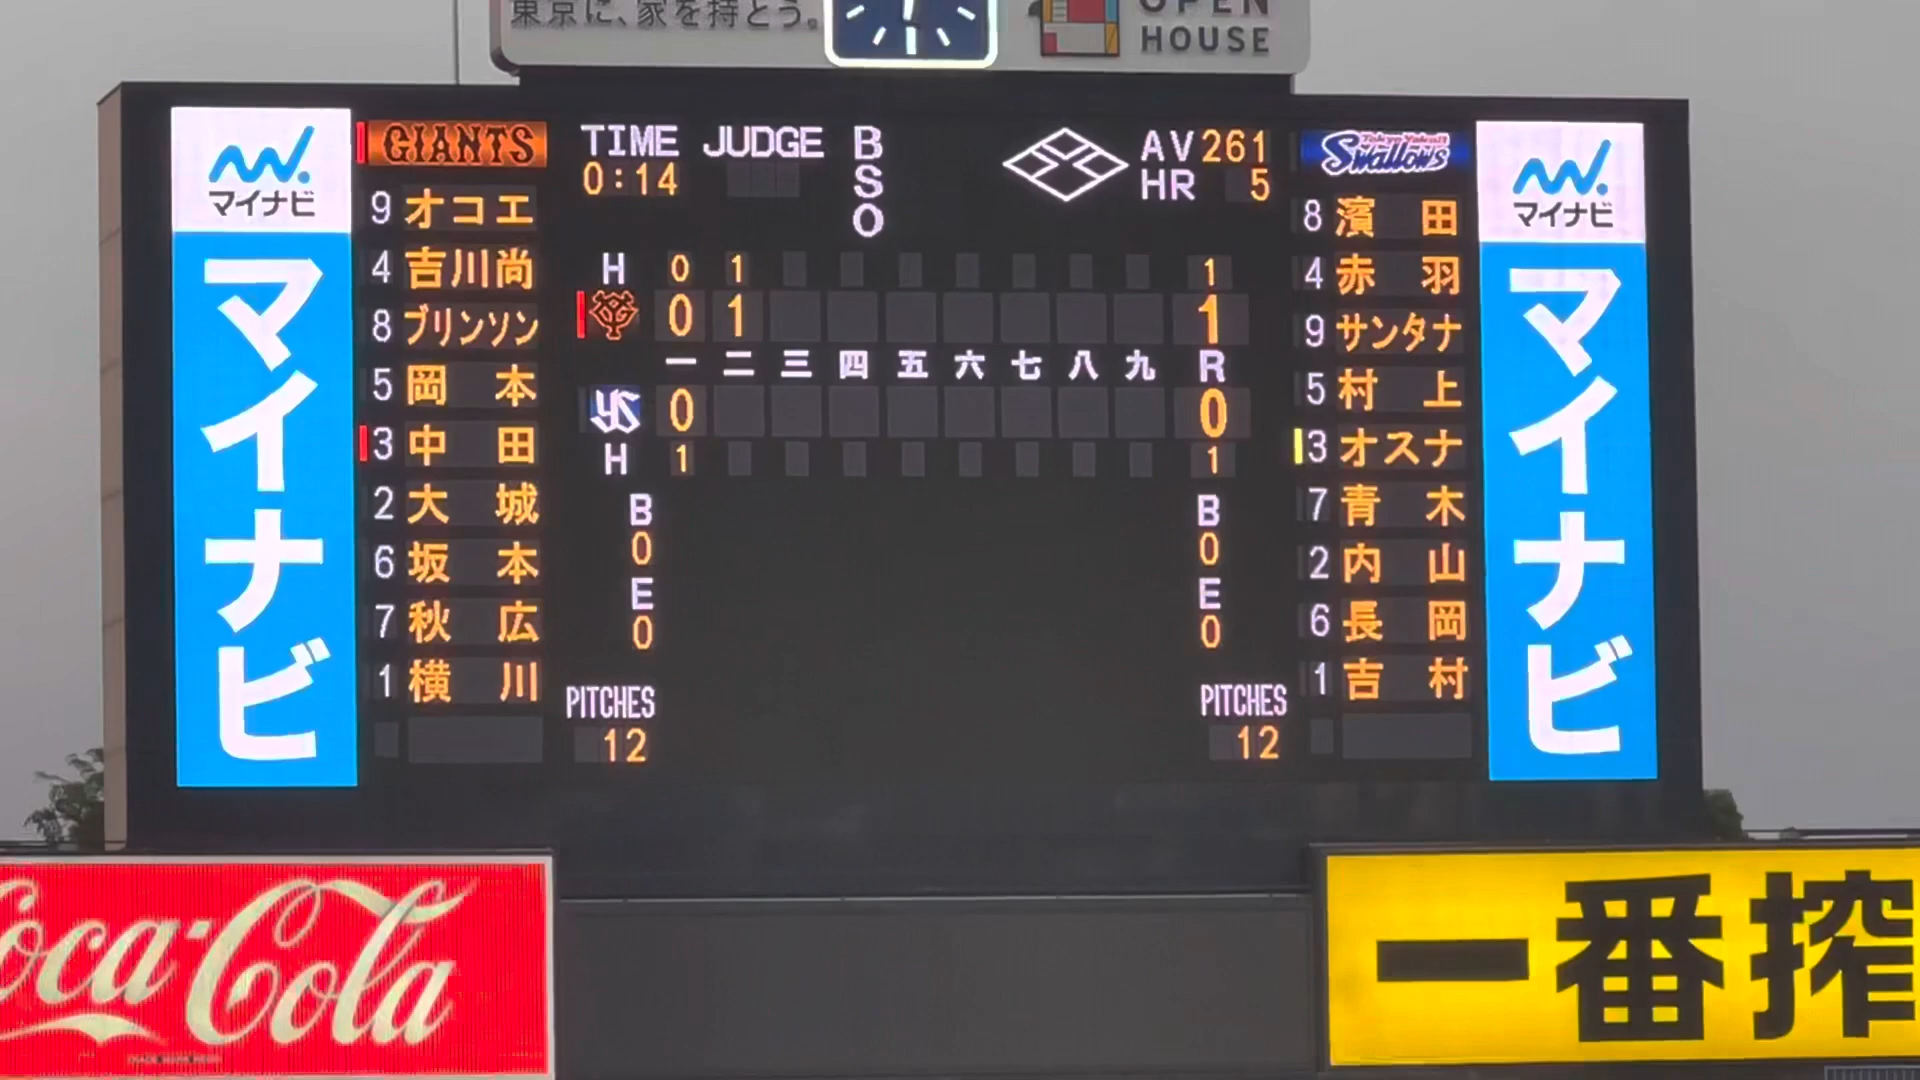 東京に、家を持とう。
OPEN
HOUSE
マイナビ
マイナビ
GIANTS
9 オコエ
4 吉川尚
8 ブリンソン
5 岡 本
3 中 田
2 大 城
6 坂 本
7 秋 広
1 横 川
TIME
0:14
JUDGE
B
S
O
AV 261
HR 5
H 0 1 1
0 1 1
一 二 三 四 五 六 七 八 九 R
YS 0 0
H 1 1
B
0
E
0
PITCHES
12
B
0
E
0
PITCHES
12
Tokyo Yakult
Swallows
8 濱 田
4 赤 羽
9 サンタナ
5 村 上
3 オスナ
7 青 木
2 内 山
6 長 岡
1 吉 村
マイナビ
マイナビ
Coca-Cola
一番搾